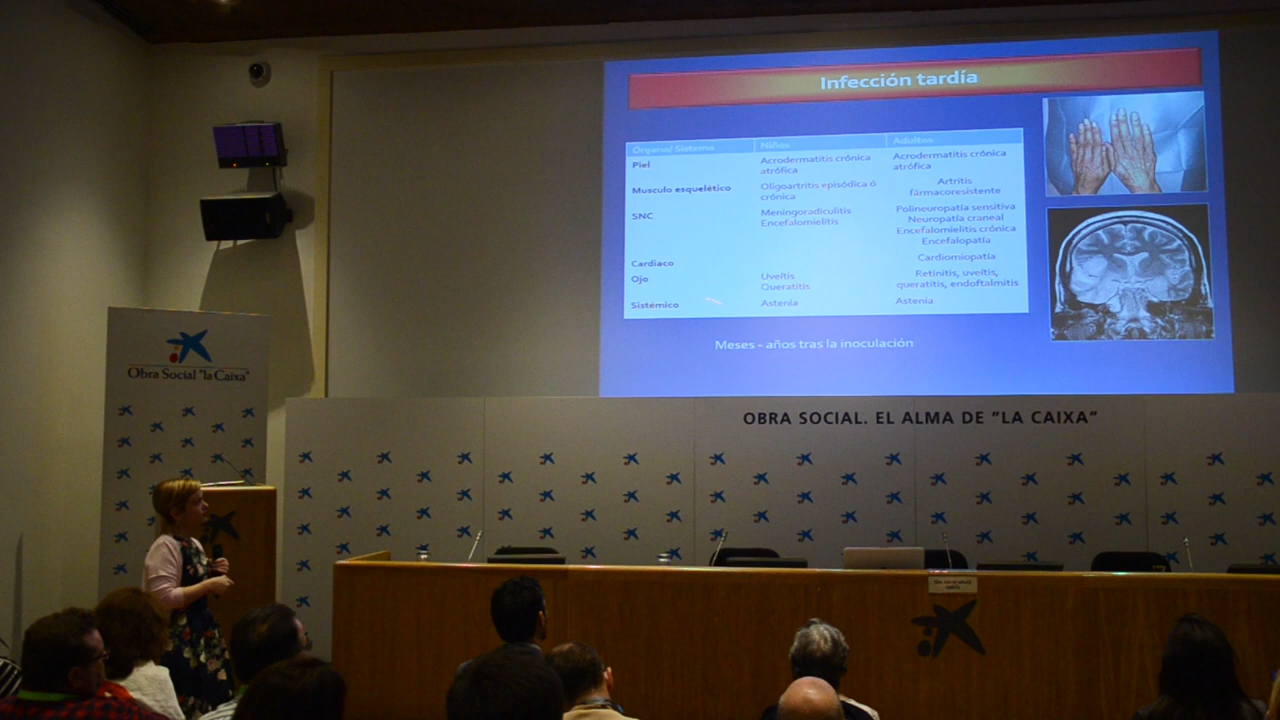 Infección tardía
Órgano/ Sistema Niños Adultos
Piel Acrodermatitis crónica atrófica Acrodermatitis crónica atrófica
Musculo esquelético Oligoartritis episódica ó crónica Artritis fármacoresistente
SNC Meningoradiculitis Encefalomielitis Polineuropatía sensitiva Neuropatía craneal Encefalomielitis crónica Encefalopatía
Cardiaco Cardiomiopatía
Ojo Uveítis Queratitis Retinitis, uveítis, queratitis, endoftalmitis
Sistémico Astenia Astenia
Meses - años tras la inoculación
Obra Social "la Caixa"
OBRA SOCIAL. EL ALMA DE "LA CAIXA"